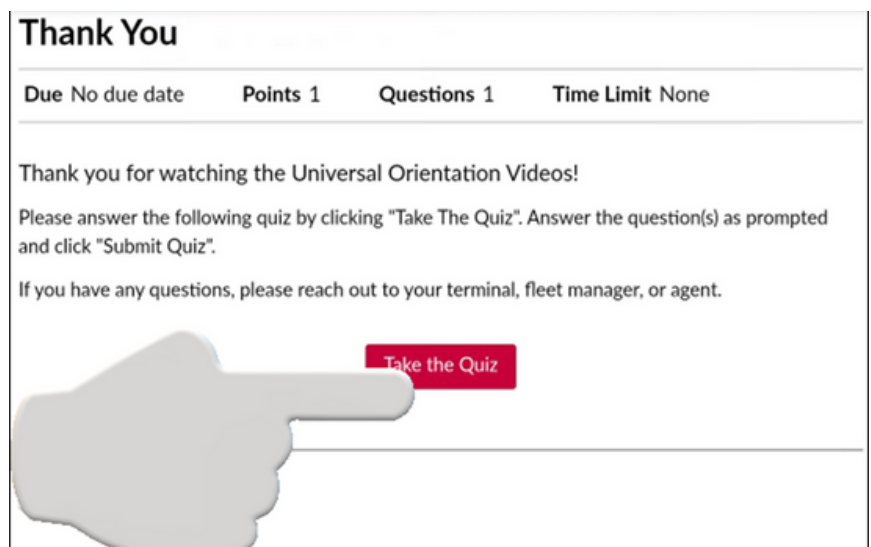 Thank You
Due No due date Points 1 Questions 1 Time Limit None
Thank you for watching the Universal Orientation Videos!
Please answer the following quiz by clicking "Take The Quiz". Answer the question(s) as prompted
and click "Submit Quiz".
If you have any questions, please reach out to your terminal, fleet manager, or agent.
Take the Quiz